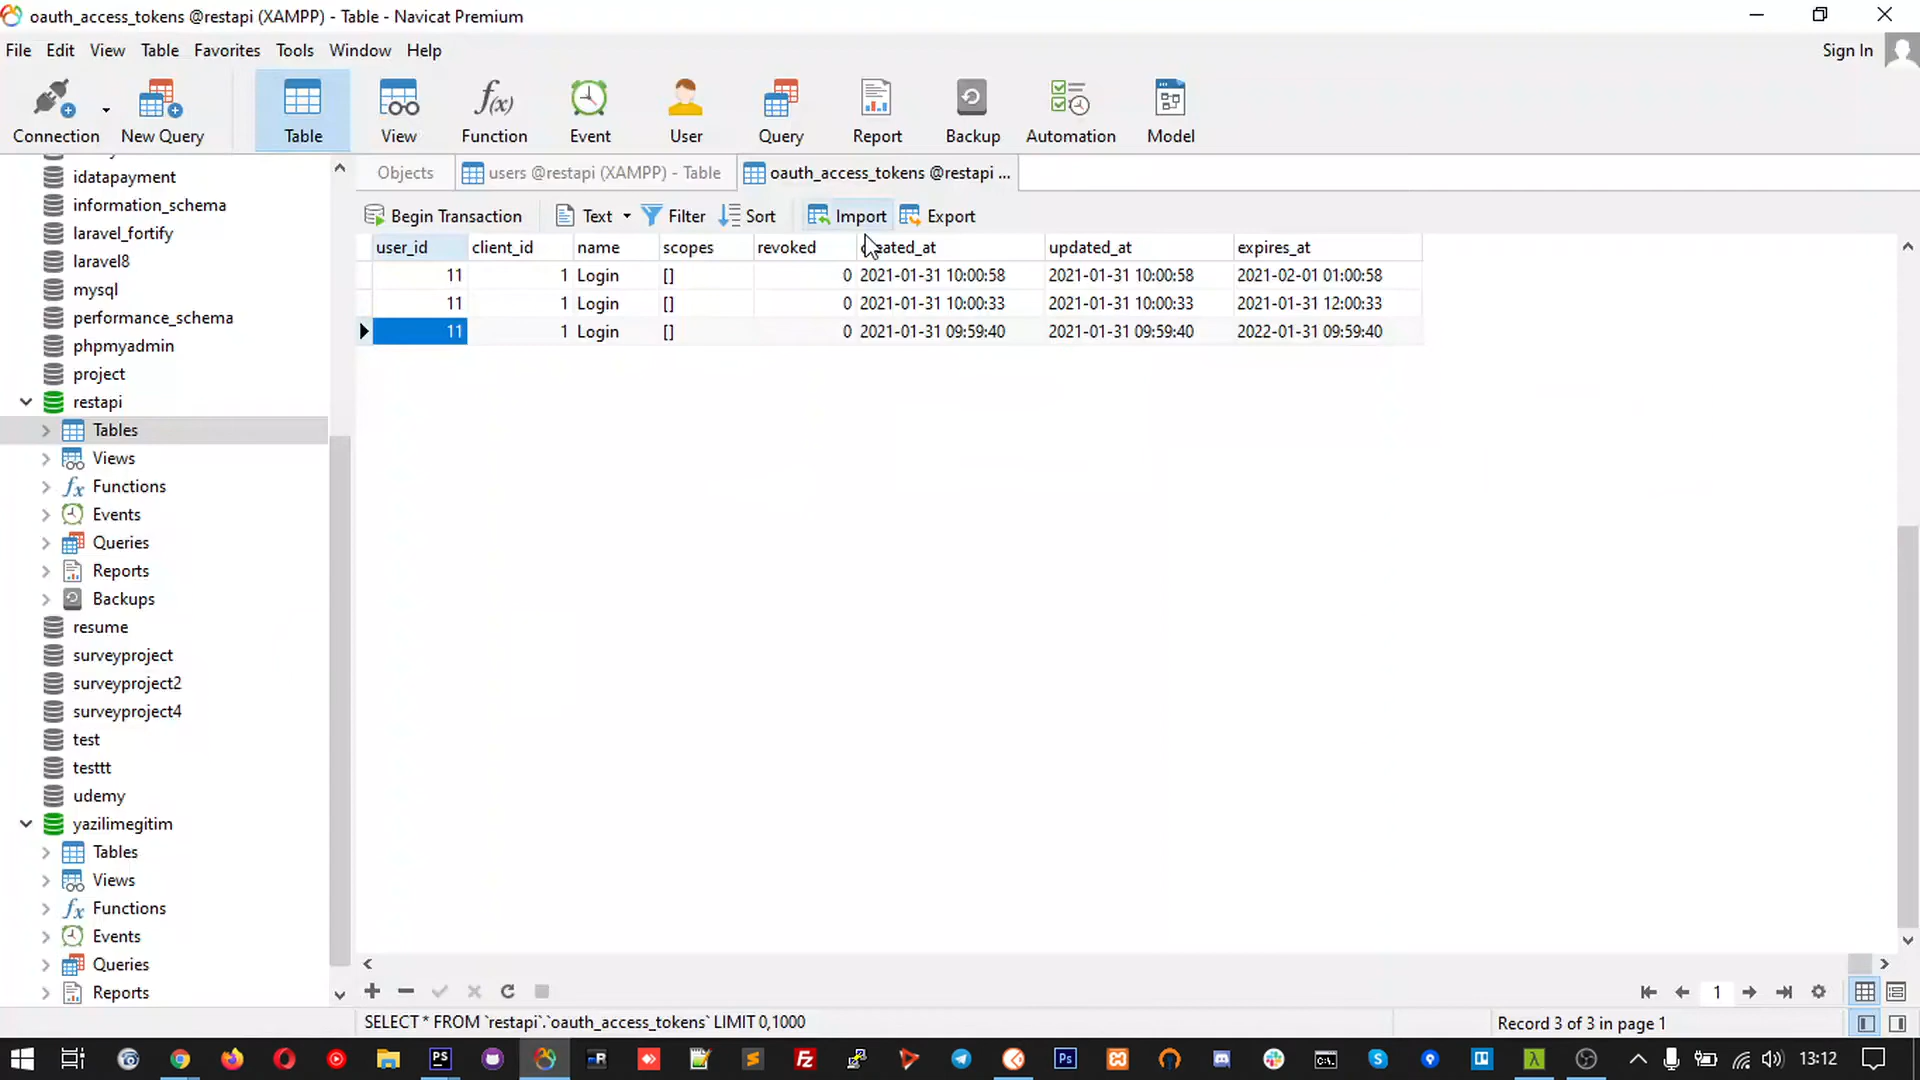 oauth_access_tokens @restapi (XAMPP) - Table - Navicat Premium
File Edit View Table Favorites Tools Window Help
Sign In
Connection New Query Table View Function Event User Query Report Backup Automation Model
Objects users @restapi (XAMPP) - Table oauth_access_tokens @restapi ...
Begin Transaction Text Filter Sort Import Export
user_id client_id name scopes revoked updated_at expires_at
11 1 Login [] 0 2021-01-31 10:00:58 2021-01-31 10:00:58 2021-02-01 01:00:58
11 1 Login [] 0 2021-01-31 10:00:33 2021-01-31 10:00:33 2021-01-31 12:00:33
11 1 Login [] 0 2021-01-31 09:59:40 2021-01-31 09:59:40 2022-01-31 09:59:40
idatapayment
information_schema
laravel_fortify
laravel8
mysql
performance_schema
phpmyadmin
project
restapi
Tables
Views
fx Functions
Events
Queries
Reports
Backups
resume
surveyproject
surveyproject2
surveyproject4
test
testtt
udemy
yazilimegitim
Tables
Views
fx Functions
Events
Queries
Reports
1
SELECT * FROM `restapi`.`oauth_access_tokens` LIMIT 0,1000
Record 3 of 3 in page 1
13:12